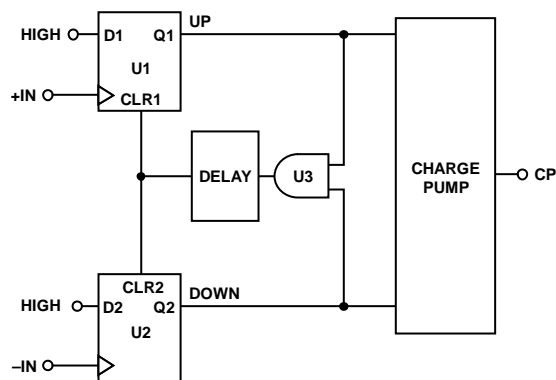 UP
HIGH D1 Q1
U1
+IN CLR1
DELAY U3 CHARGE PUMP CP
CLR2 DOWN
HIGH D2 Q2
U2
–IN